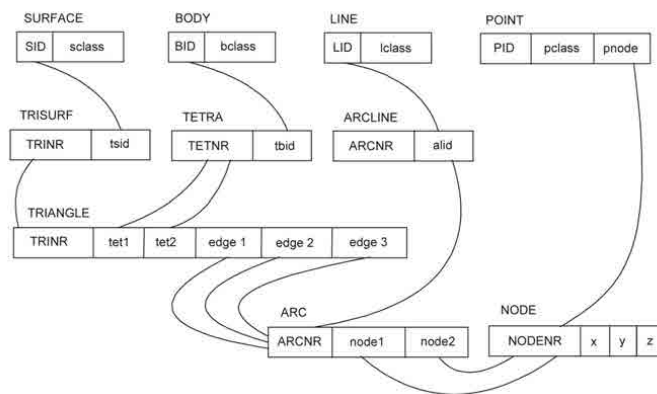 SURFACE BODY LINE POINT
SID sclass BID bclass LID lclass PID pclass pnode
TRISURF TETRA ARCLINE
TRINR tsid TETNR tbid ARCNR alid
TRIANGLE
TRINR tet1 tet2 edge 1 edge 2 edge 3
ARC NODE
ARCNR node1 node2 NODENR x y z